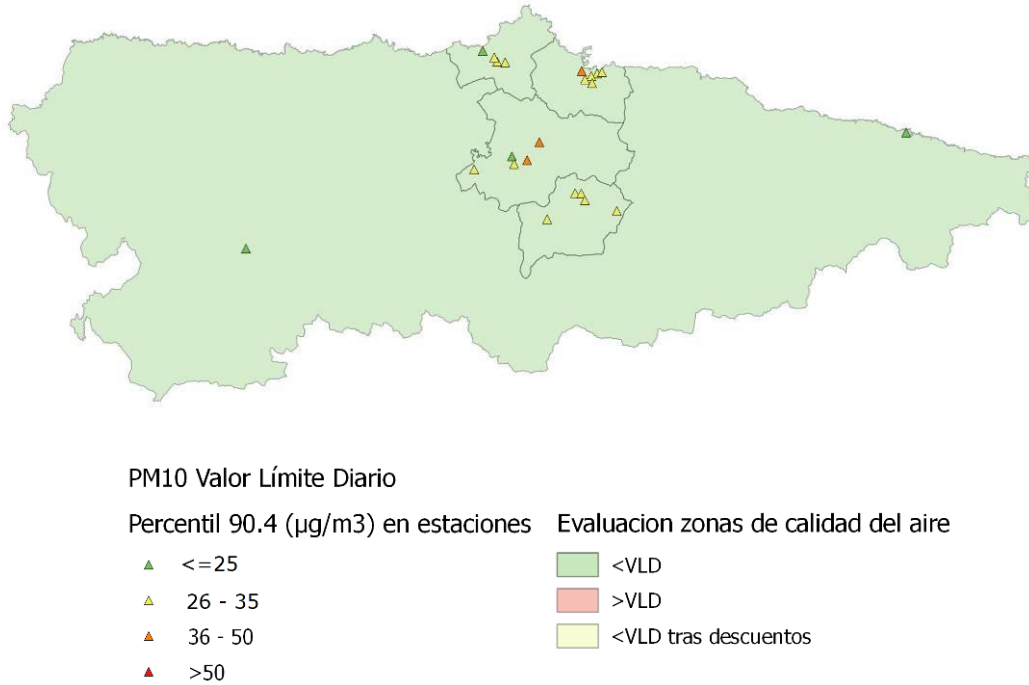 PM10 Valor Límite Diario
Percentil 90.4 (µg/m3) en estaciones
<=25
26 - 35
36 - 50
>50
Evaluacion zonas de calidad del aire
<VLD
>VLD
<VLD tras descuentos